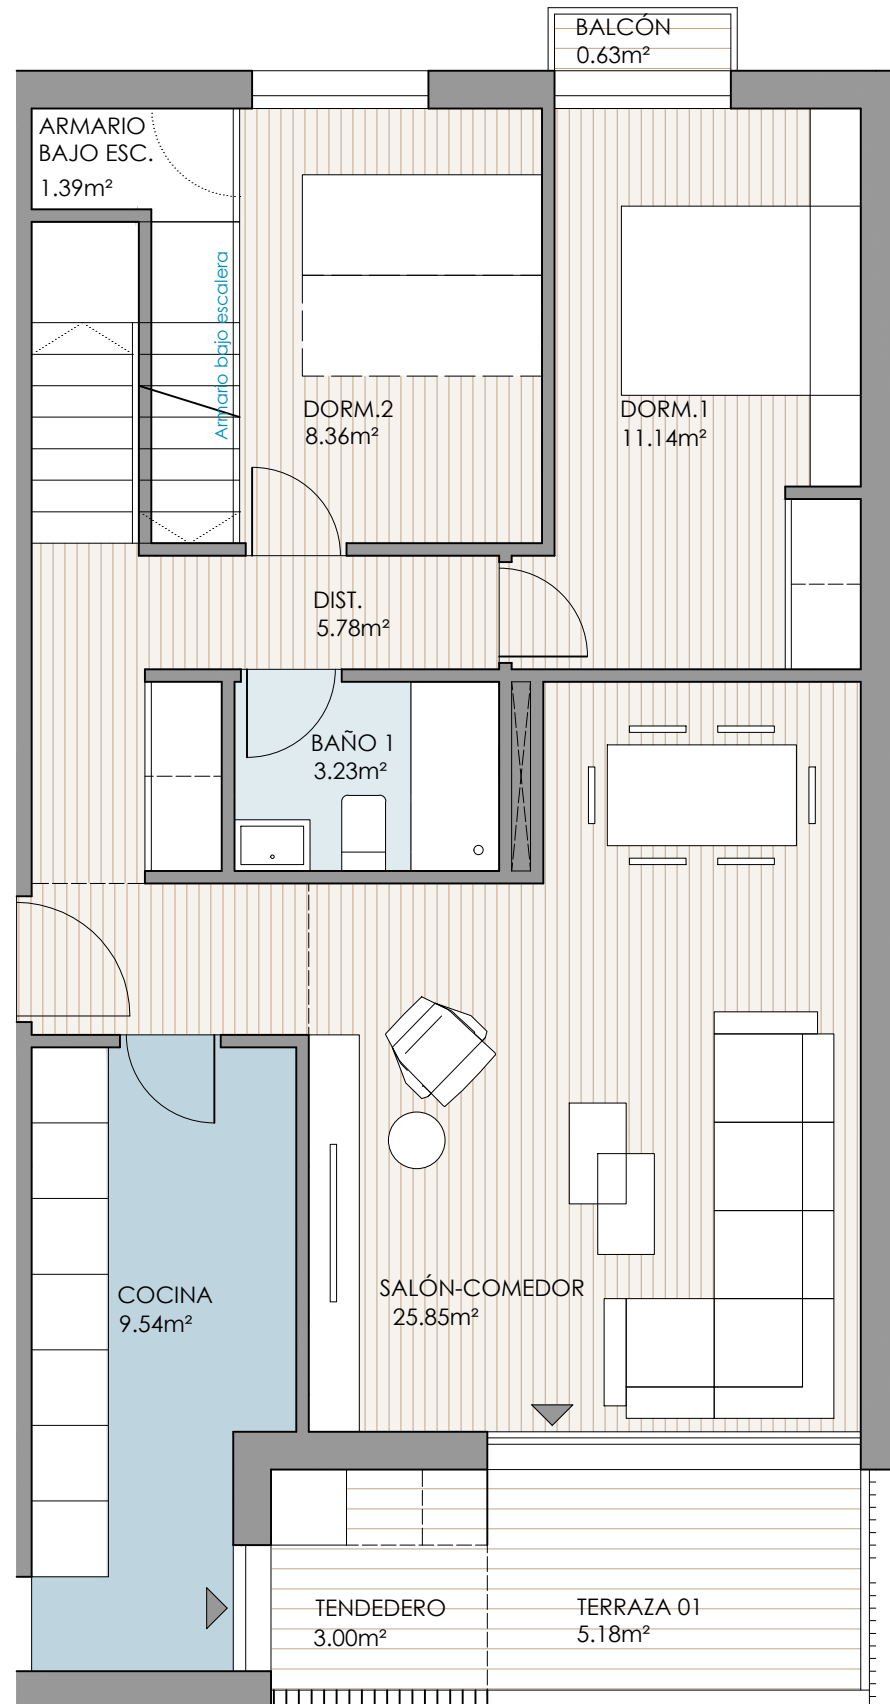 BALCÓN
0.63m²
ARMARIO
BAJO ESC.
1.39m²
Armario bajo escalera
DORM.2
8.36m²
DORM.1
11.14m²
DIST.
5.78m²
BAÑO 1
3.23m²
COCINA
9.54m²
SALÓN-COMEDOR
25.85m²
TENDEDERO
3.00m²
TERRAZA 01
5.18m²